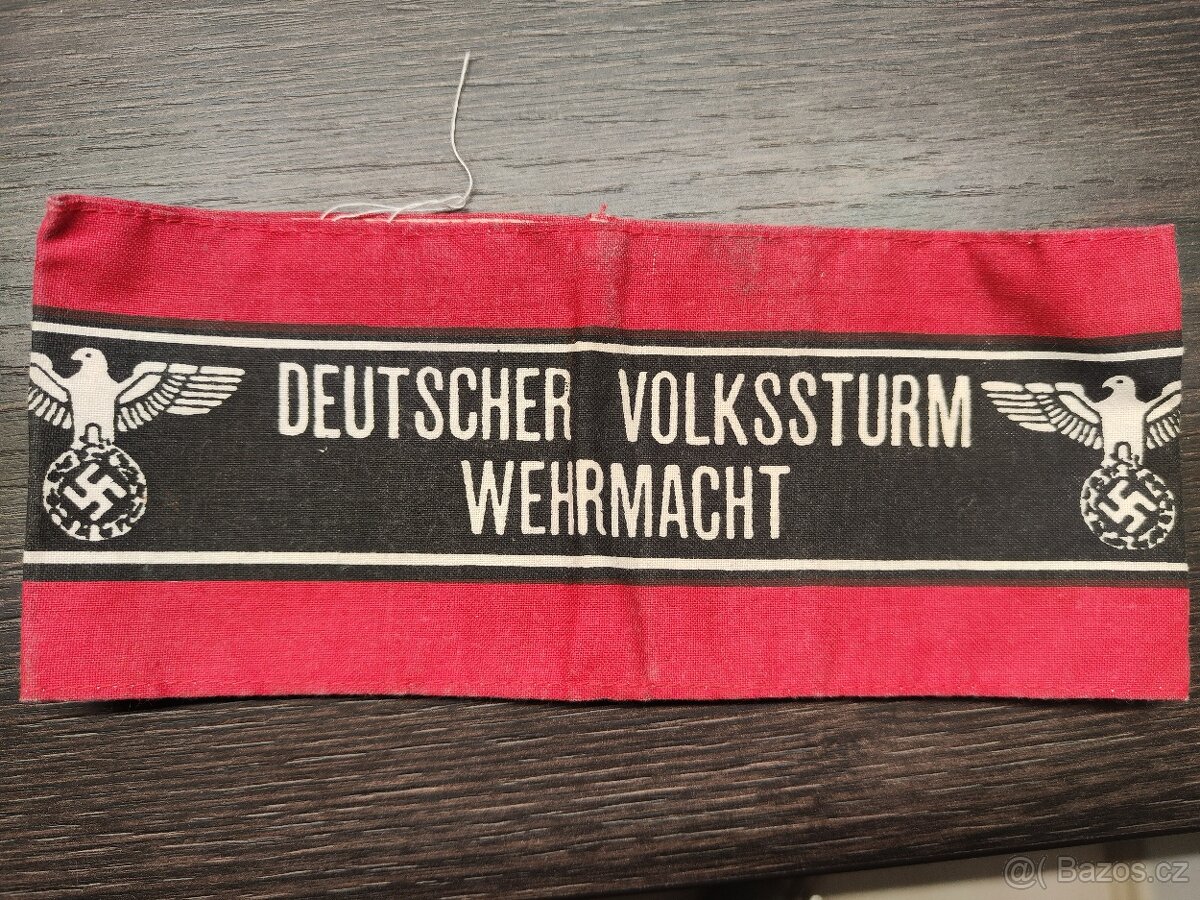 DEUTSCHER VOLKSSTURM
WEHRMACHT
@( Bazos.cz